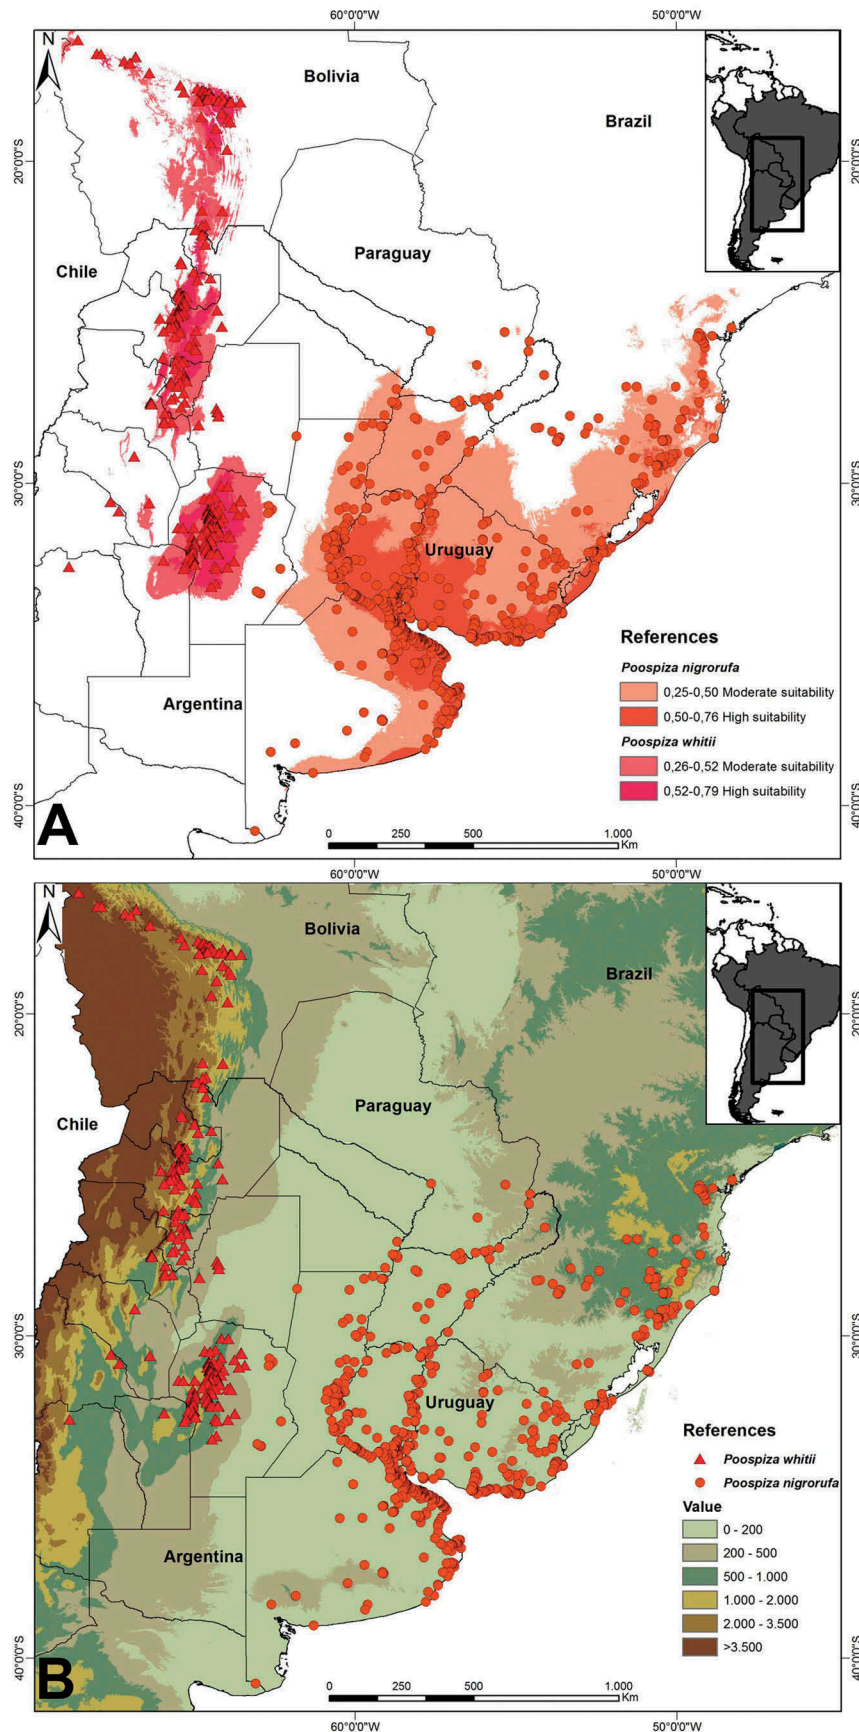 60°0'0"W 50°0'0"W
N
Bolivia
Brazil
20°0'0"S 20°0'0"S
Paraguay
Chile
30°0'0"S 30°0'0"S
Uruguay
References
Poospiza nigrorufa
0,25-0,50 Moderate suitability
Argentina
0,50-0,76 High suitability
Poospiza whitii
0,26-0,52 Moderate suitability
0,52-0,79 High suitability
40°0'0"S 40°0'0"S
A
0 250 500 1.000
Km
60°0'0"W 50°0'0"W
N
Bolivia
Brazil
20°0'0"S 20°0'0"S
Paraguay
Chile
30°0'0"S 30°0'0"S
Uruguay
References
Poospiza whitii
Poospiza nigrorufa
Value
0 - 200
Argentina
200 - 500
500 - 1.000
1.000 - 2.000
2.000 - 3.500
>3.500
40°0'0"S 40°0'0"S
B
0 250 500 1.000
Km
60°0'0"W 50°0'0"W